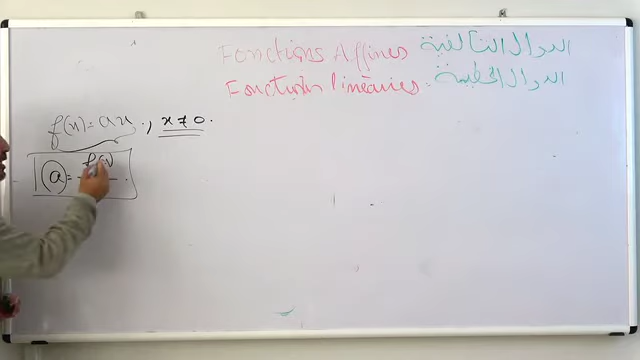 Fonctions Affines الدوال التآلفية
Fonctions linéaires الدوال الخطية
f(x) = ax , x ≠ 0.
a = f(x)